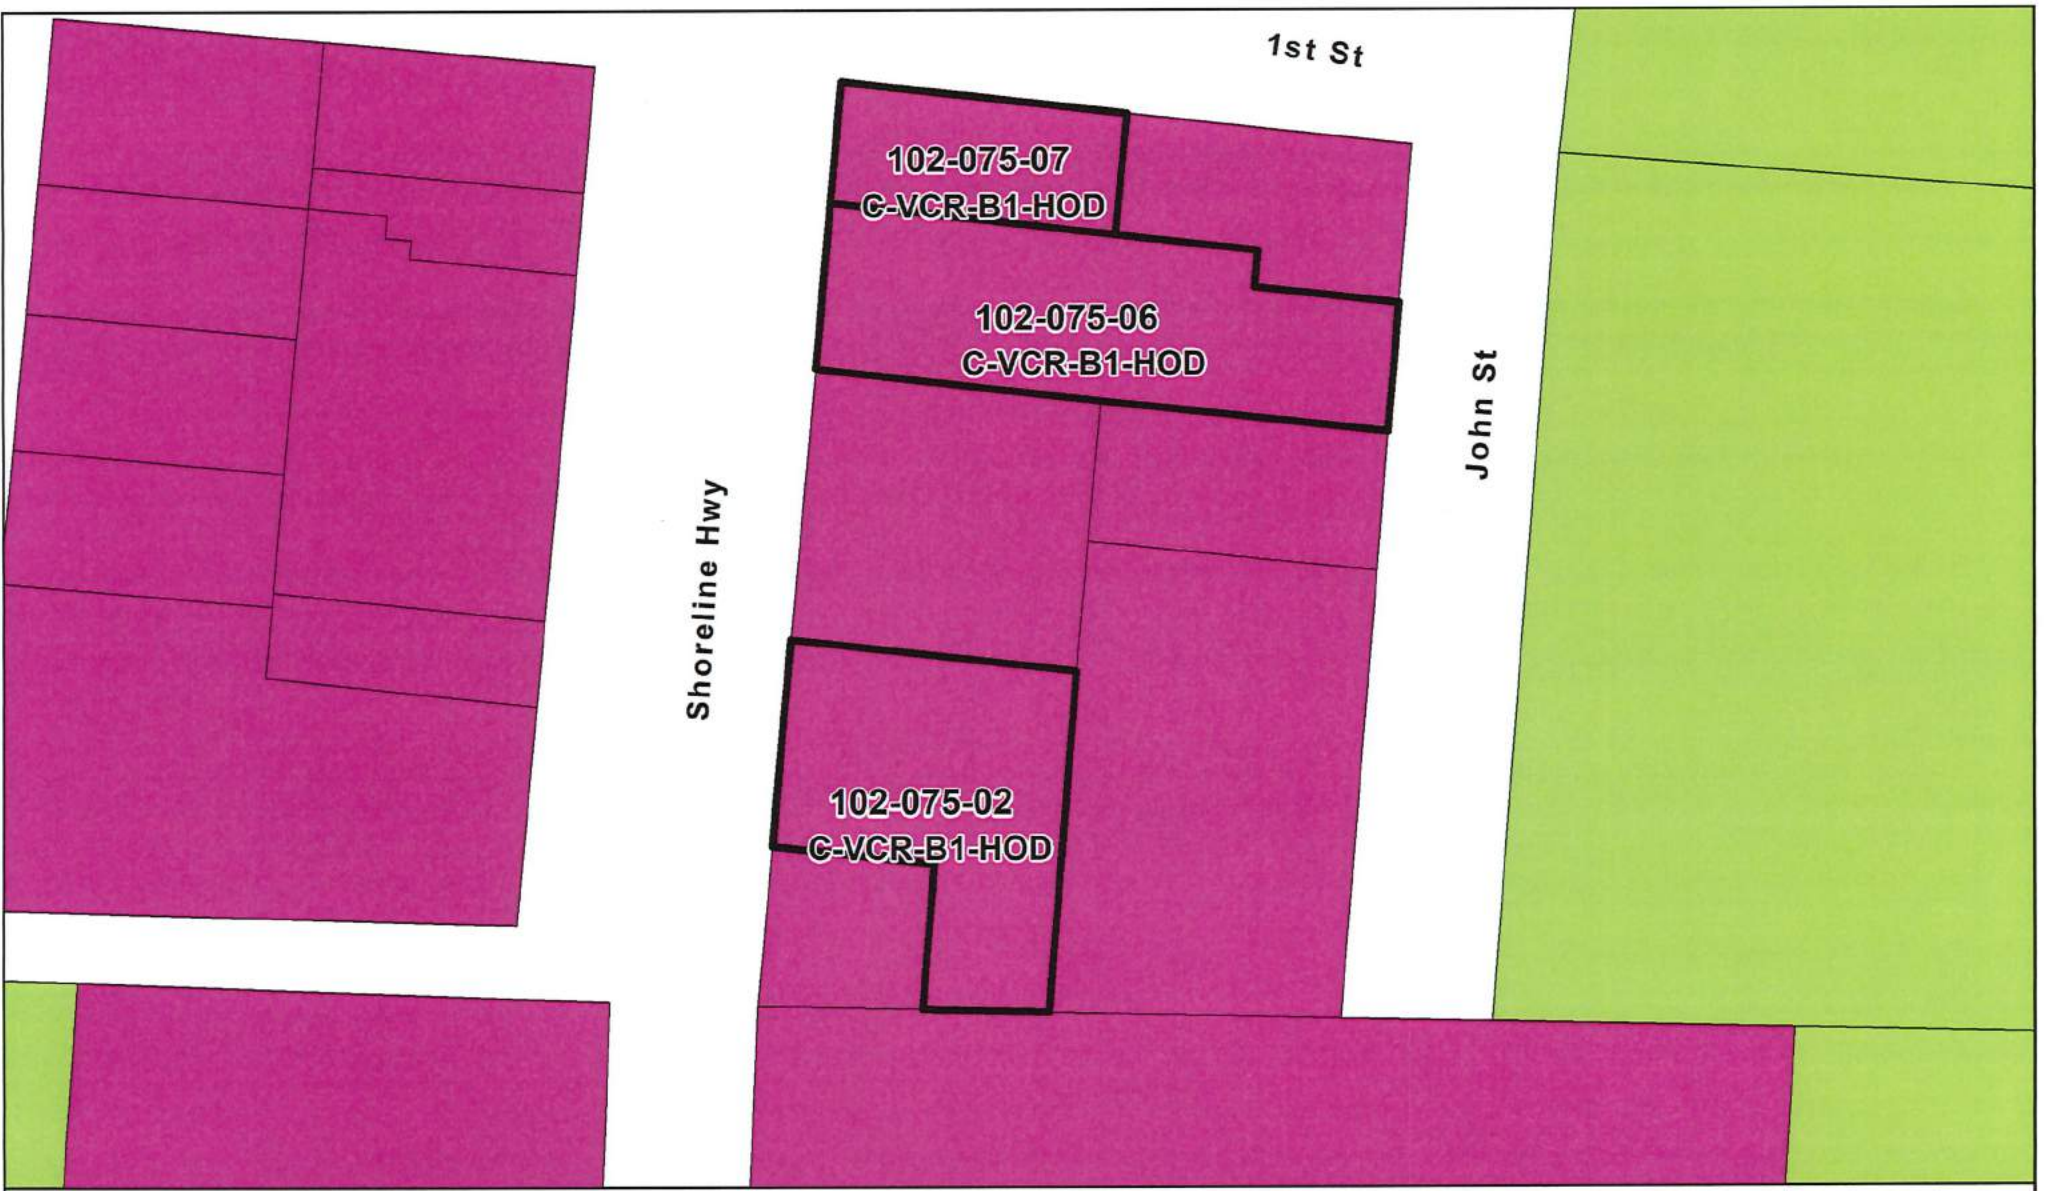 1st St
102-075-07
C-VCR-B1-HOD
102-075-06
C-VCR-B1-HOD
John St
Shoreline Hwy
102-075-02
C-VCR-B1-HOD